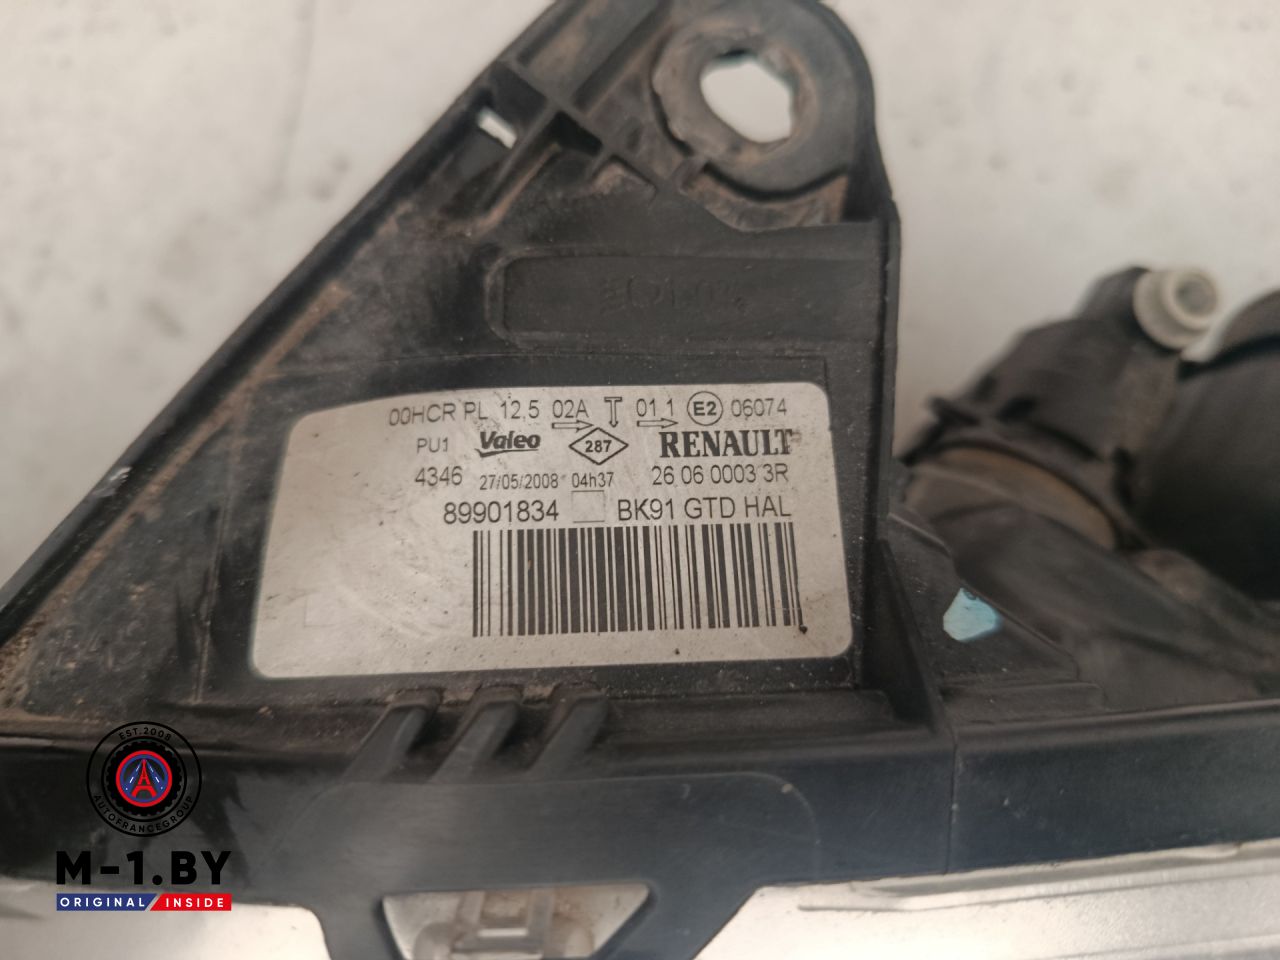 00HCR PL 12,5 02A 01 1 E2 06074
PU1 Valeo 287 RENAULT
4346 27/05/2008 04h37 26 06 0003 3R
89901834 BK91 GTD HAL
EST.2008
AUTOFRANCEGROUP
M-1.BY
ORIGINAL INSIDE